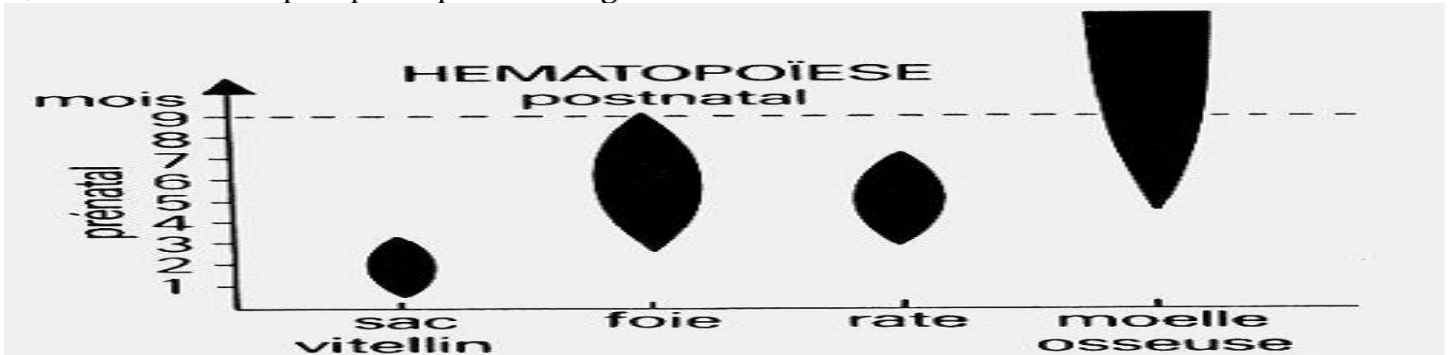 HEMATOPOÏESE
postnatal
mois
9
8
7
6
5
4
3
2
1
prénatal
sac
vitellin
foie
rate
moelle
osseuse